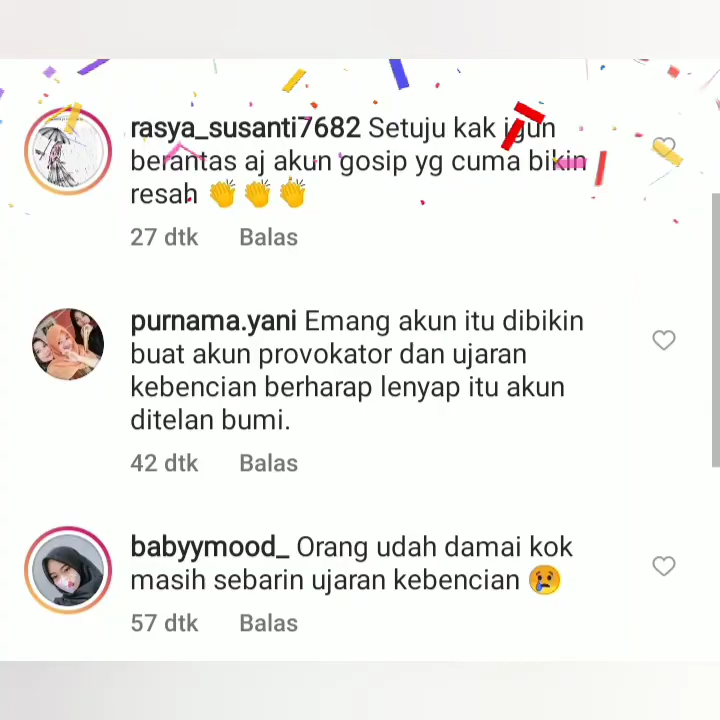 rasya_susanti7682 Setuju kak igun
berantas aj akun gosip yg cuma bikin
resah 👏 👏 👏
27 dtk Balas
purnama.yani Emang akun itu dibikin
buat akun provokator dan ujaran
kebencian berharap lenyap itu akun
ditelan bumi.
42 dtk Balas
babyymood_ Orang udah damai kok
masih sebarin ujaran kebencian 😢
57 dtk Balas